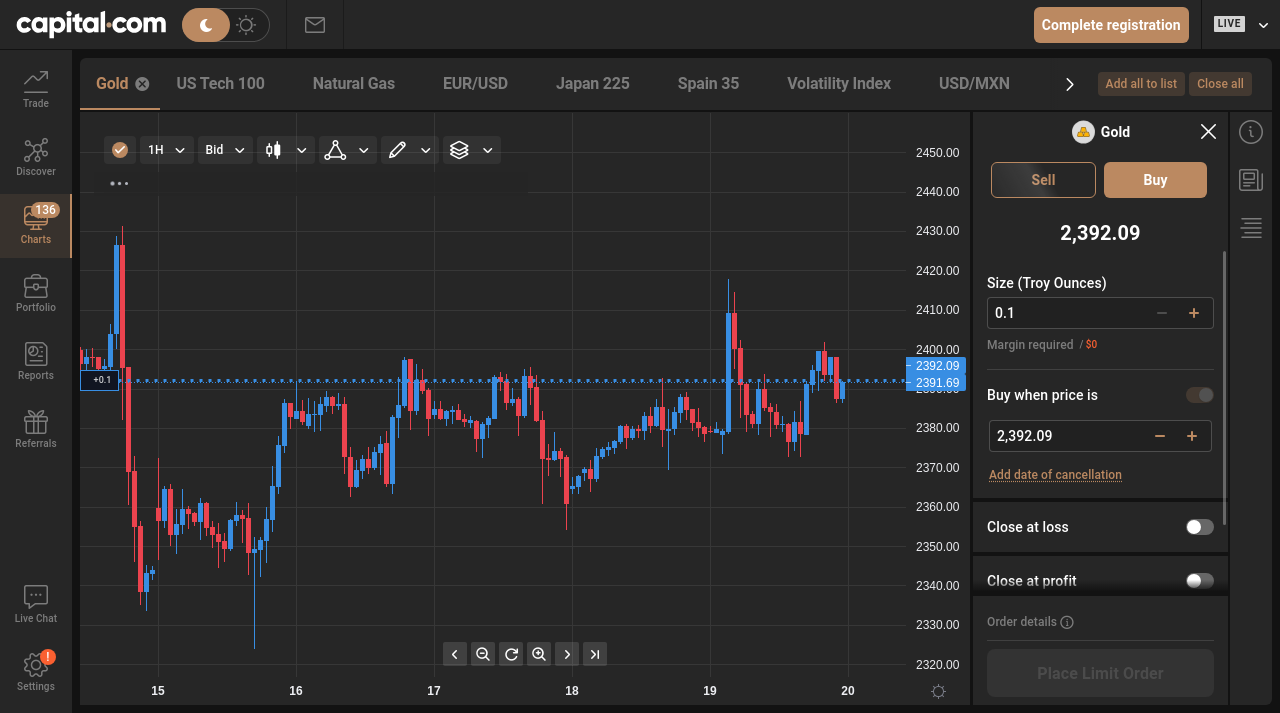 capital.com
Complete registration
LIVE
Trade
Discover
136
Charts
Portfolio
Reports
Referrals
Live Chat
!
Settings
Gold
US Tech 100
Natural Gas
EUR/USD
Japan 225
Spain 35
Volatility Index
USD/MXN
Add all to list
Close all
1H
Bid
2450.00
2440.00
2430.00
2420.00
2410.00
2400.00
2392.09
2391.69
2380.00
2370.00
2360.00
2350.00
2340.00
2330.00
2320.00
+0.1
15
16
17
18
19
20
Gold
Sell
Buy
2,392.09
Size (Troy Ounces)
0.1
Margin required / $0
Buy when price is
2,392.09
Add date of cancellation
Close at loss
Close at profit
Order details
Place Limit Order